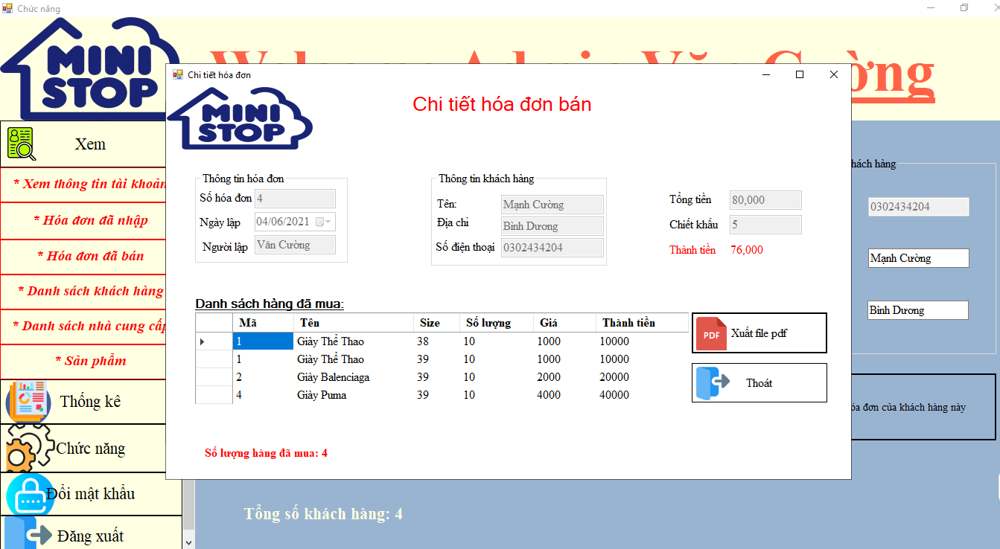 Chức năng
MINI
STOP
Chi tiết hóa đơn
MINI
STOP
Chi tiết hóa đơn bán
Xem
* Xem thông tin tài khoản
* Hóa đơn đã nhập
* Hóa đơn đã bán
* Danh sách khách hàng
* Danh sách nhà cung cấp
* Sản phẩm
Thống kê
Chức năng
Đổi mật khẩu
Đăng xuất
Thông tin hóa đơn
Số hóa đơn 4
Ngày lập 04/06/2021
Người lập Văn Cường
Thông tin khách hàng
Tên: Mạnh Cường
Địa chỉ Bình Dương
Số điện thoại 0302434204
Tổng tiền 80,000
Chiết khấu 5
Thành tiền 76,000
Danh sách hàng đã mua:
Mã Tên Size Số lượng Giá Thành tiền
1 Giày Thể Thao 38 10 1000 10000
1 Giày Thể Thao 39 10 1000 10000
2 Giày Balenciaga 39 10 2000 20000
4 Giày Puma 39 10 4000 40000
PDF Xuất file pdf
Thoát
Số lượng hàng đã mua: 4
hách hàng
0302434204
Mạnh Cường
Bình Dương
óa đơn của khách hàng này
Tổng số khách hàng: 4